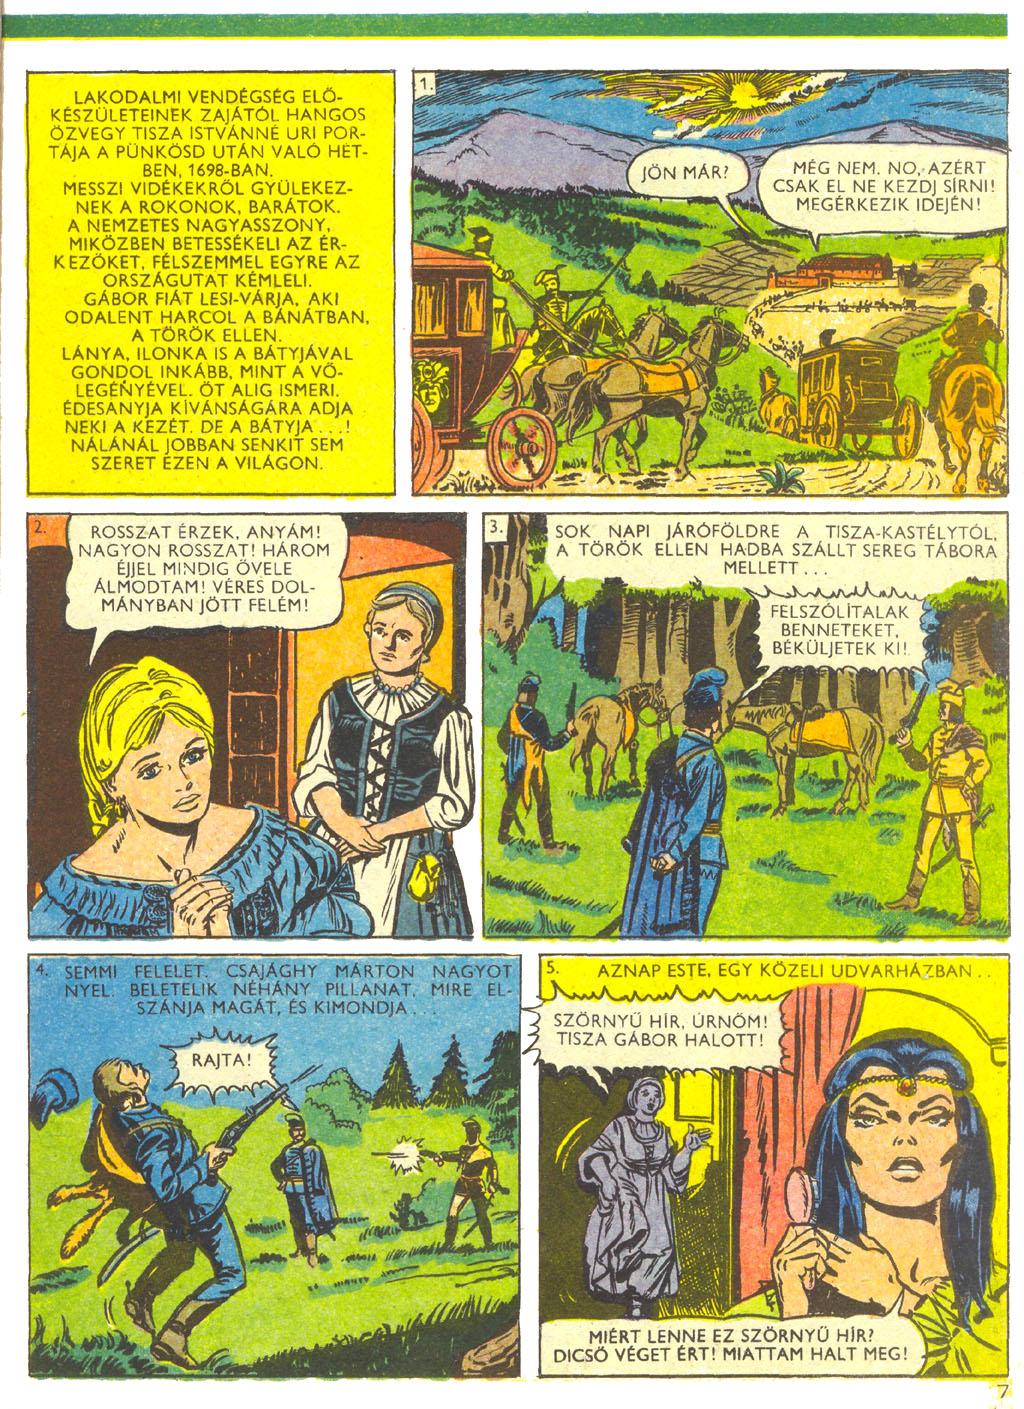 LAKODALMI VENDÉGSÉG ELŐ-
KÉSZÜLETEINEK ZAJÁTÓL HANGOS
ÖZVEGY TISZA ISTVÁNNÉ URI POR-
TÁJA A PÜNKÖSD UTÁN VALÓ HÉT-
BEN, 1698-BAN.
MESSZI VIDÉKEKRŐL GYÜLEKEZ-
NEK A ROKONOK, BARÁTOK.
A NEMZETES NAGYASSZONY,
MIKÖZBEN BETESSÉKELI AZ ÉR-
KEZŐKET, FÉLSZEMMEL EGYRE AZ
ORSZÁGUTAT KÉMLELI.
GÁBOR FIÁT LESI-VÁRJA, AKI
ODALENT HARCOL A BÁNÁTBAN,
A TÖRÖK ELLEN.
LÁNYA, ILONKA IS A BÁTYJÁVAL
GONDOL INKÁBB, MINT A VŐ-
LEGÉNYÉVEL. ŐT ALIG ISMERI.
ÉDESANYJA KÍVÁNSÁGÁRA ADJA
NEKI A KEZÉT. DE A BÁTYJA...!
NÁLÁNÁL JOBBAN SENKIT SEM
SZERET EZEN A VILÁGON.
1.
JÖN MÁR?
MÉG NEM. NO, AZÉRT
CSAK EL NE KEZDJ SÍRNI!
MEGÉRKEZIK IDEJÉN!
2.
ROSSZAT ÉRZEK, ANYÁM!
NAGYON ROSSZAT! HÁROM
ÉJJEL MINDIG ŐVELE
ÁLMODTAM! VÉRES DOL-
MÁNYBAN JÖTT FELÉM!
3.
SOK NAPI JÁRÓFÖLDRE A TISZA-KASTÉLYTÓL,
A TÖRÖK ELLEN HADBA SZÁLLT SEREG TÁBORA
MELLETT...
FELSZÓLÍTALAK
BENNETEKET,
BÉKÜLJETEK KI!
4.
SEMMI FELELET. CSAJÁGHY MÁRTON NAGYOT
NYEL. BELETELIK NÉHÁNY PILLANAT, MIRE EL-
SZÁNJA MAGÁT, ÉS KIMONDJA...
RAJTA!
5.
AZNAP ESTE, EGY KÖZELI UDVARHÁZBAN..
SZÖRNYŰ HÍR, ÚRNŐM!
TISZA GÁBOR HALOTT!
MIÉRT LENNE EZ SZÖRNYŰ HÍR?
DICSŐ VÉGET ÉRT! MIATTAM HALT MEG!
7